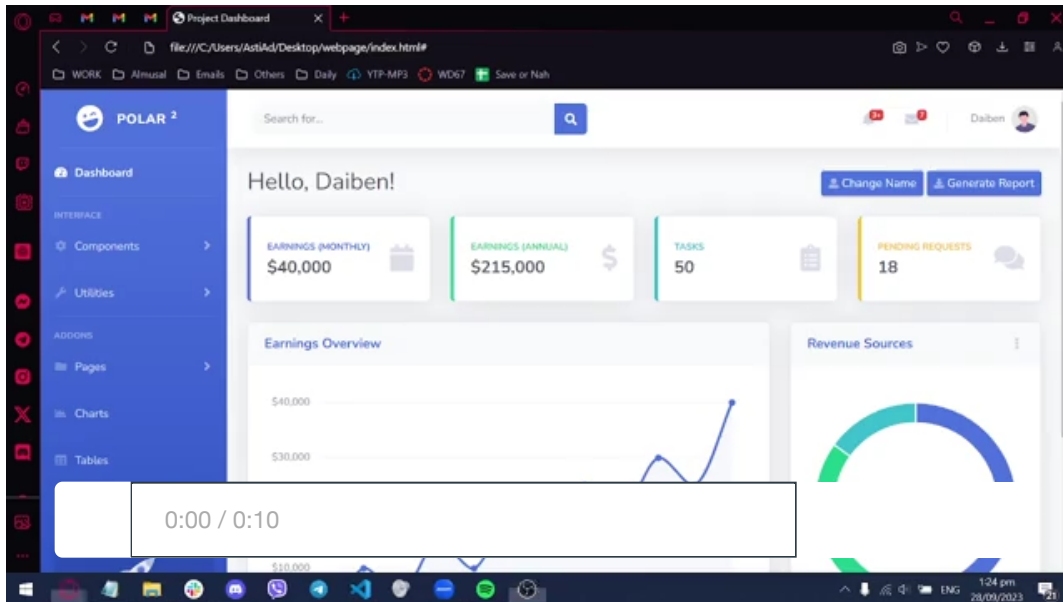 Project Dashboard
file:///C:/Users/AstiAd/Desktop/webpage/index.html#
WORK Almusal Emails Others Daily YTP-MP3 WD67 Save or Nah
POLAR 2
Search for...
3+
7
Daiben
Dashboard
Hello, Daiben!
Change Name
Generate Report
INTERFACE
Components
Utilities
EARNINGS (MONTHLY)
$40,000
EARNINGS (ANNUAL)
$215,000
TASKS
50
PENDING REQUESTS
18
ADDONS
Pages
Charts
Tables
Earnings Overview
Revenue Sources
$40,000
$30,000
0:00 / 0:10
$10,000
ENG
1:24 pm
28/09/2023
21